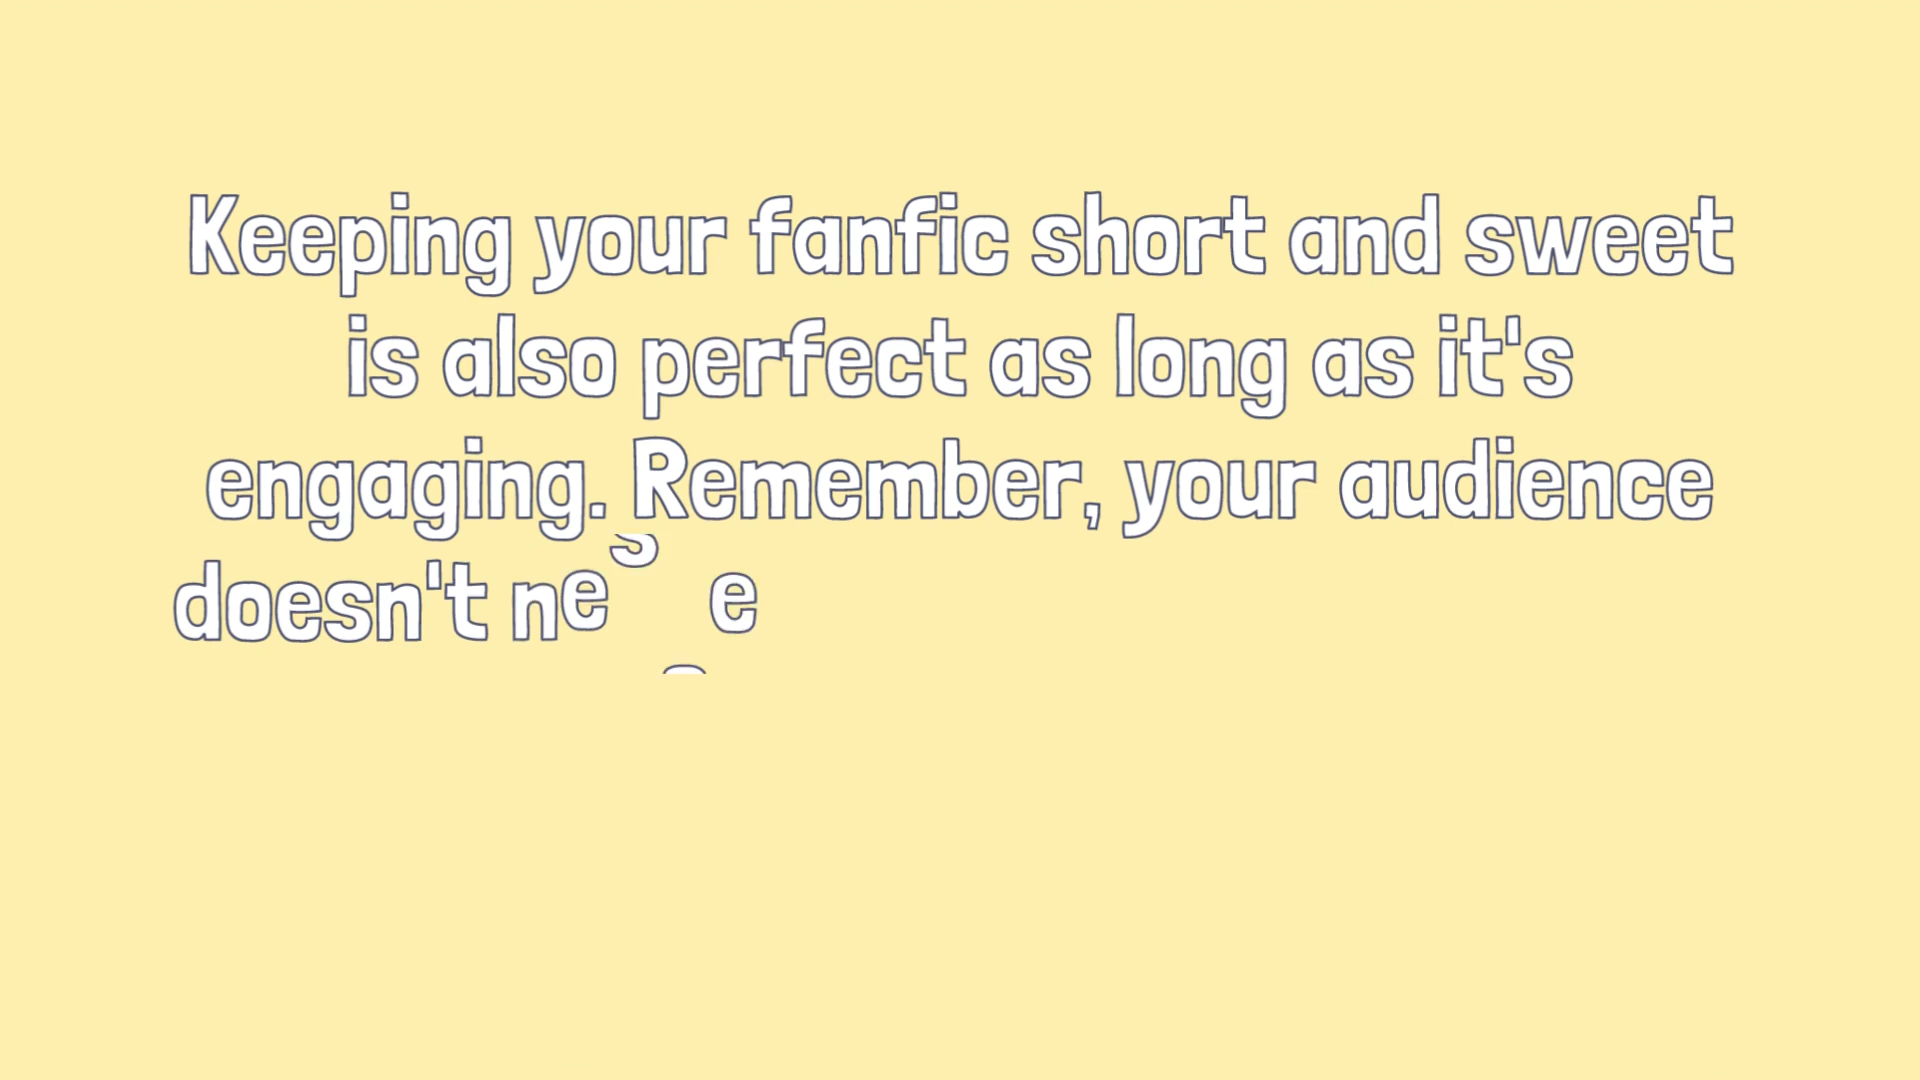 Keeping your fanfic short and sweet
is also perfect as long as it's
engaging. Remember, your audience
doesn't